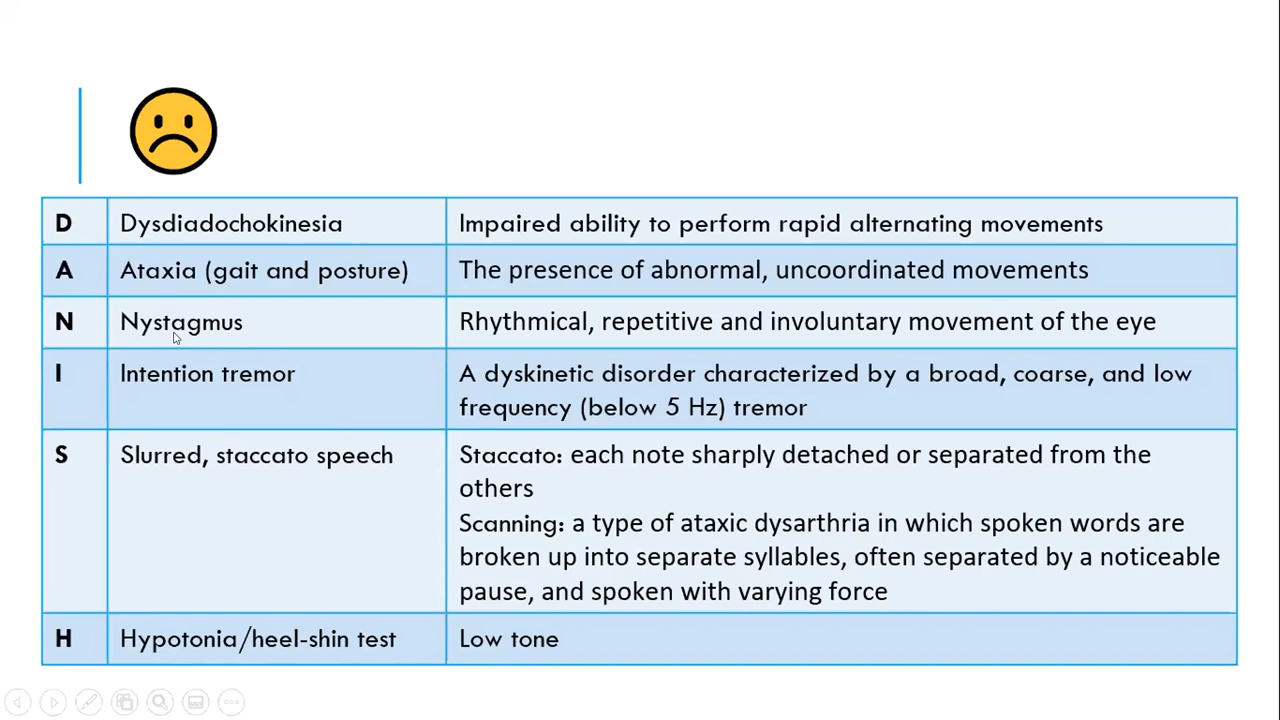 D Dysdiadochokinesia Impaired ability to perform rapid alternating movements
A Ataxia (gait and posture) The presence of abnormal, uncoordinated movements
N Nystagmus Rhythmical, repetitive and involuntary movement of the eye
I Intention tremor A dyskinetic disorder characterized by a broad, coarse, and low
frequency (below 5 Hz) tremor
S Slurred, staccato speech Staccato: each note sharply detached or separated from the
others
Scanning: a type of ataxic dysarthria in which spoken words are
broken up into separate syllables, often separated by a noticeable
pause, and spoken with varying force
H Hypotonia/heel-shin test Low tone